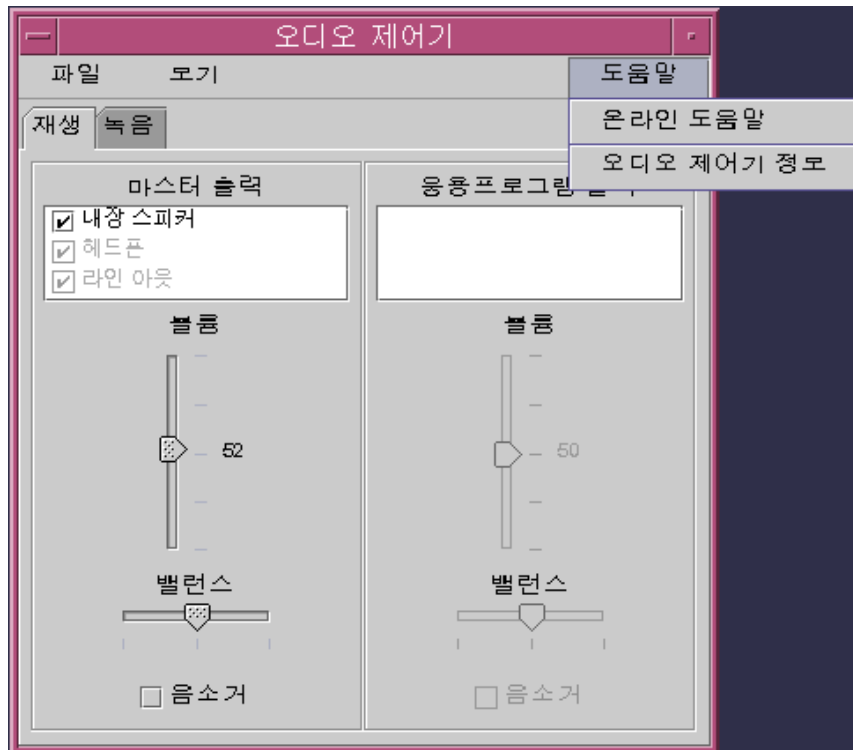 오디오 제어기
파일 보기 도움말
온라인 도움말
오디오 제어기 정보
재생 녹음
마스터 출력
내장 스피커
헤드폰
라인 아웃
볼륨
52
밸런스
음소거
응용프로그램
볼륨
50
밸런스
음소거